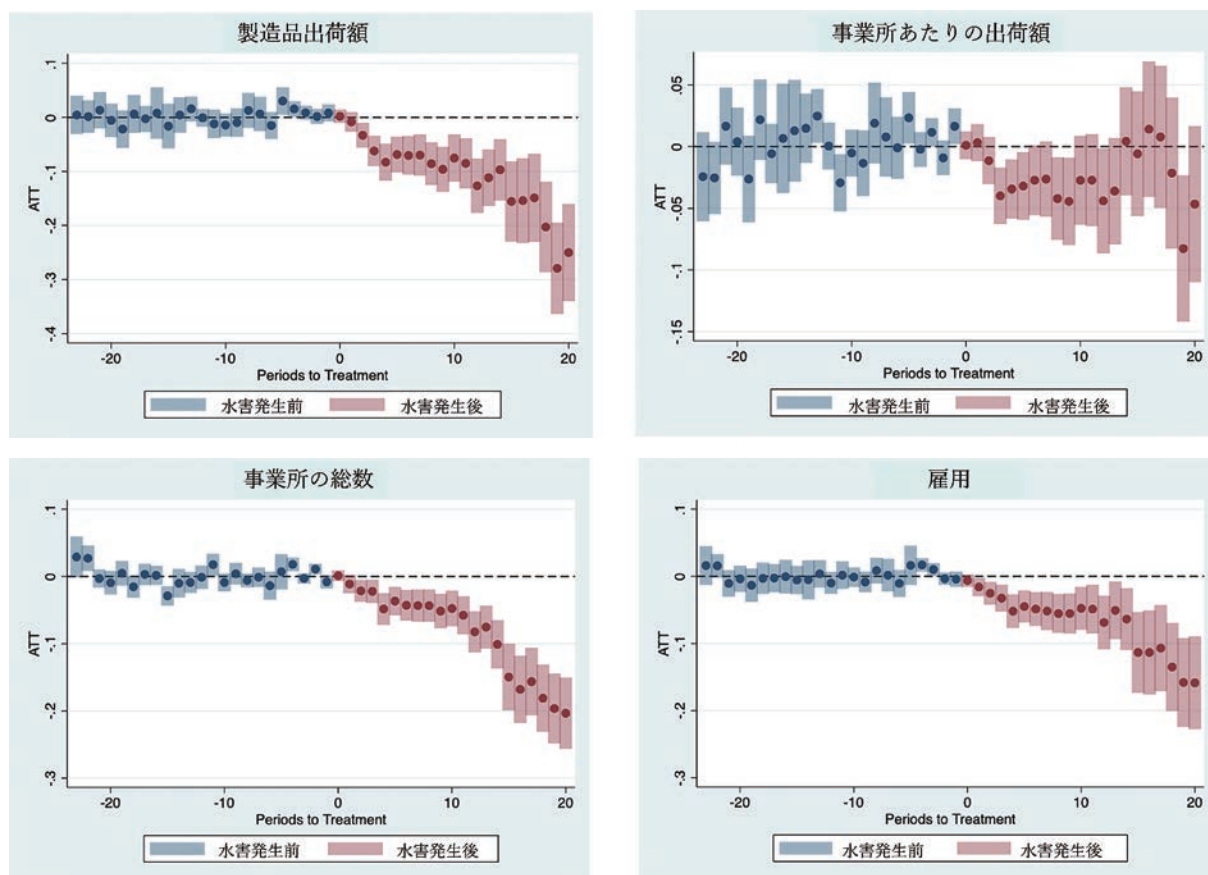 製造品出荷額
.1
0
-.1
-.2
-.3
-.4
ATT
-20
-10
0
10
20
Periods to Treatment
水害発生前
水害発生後
事業所あたりの出荷額
.05
0
-.05
-.1
-.15
ATT
-20
-10
0
10
20
Periods to Treatment
水害発生前
水害発生後
事業所の総数
.1
0
-.1
-.2
-.3
ATT
-20
-10
0
10
20
Periods to Treatment
水害発生前
水害発生後
雇用
.1
0
-.1
-.2
-.3
ATT
-20
-10
0
10
20
Periods to Treatment
水害発生前
水害発生後